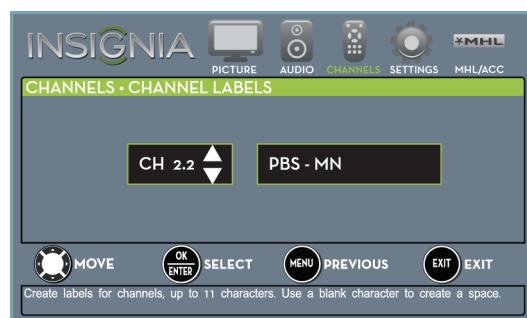 INSIGNIA
PICTURE AUDIO CHANNELS SETTINGS ¥MHL MHL/ACC
CHANNELS • CHANNEL LABELS
CH 2.2 PBS - MN
MOVE OK ENTER SELECT MENU PREVIOUS EXIT EXIT
Create labels for channels, up to 11 characters. Use a blank character to create a space.